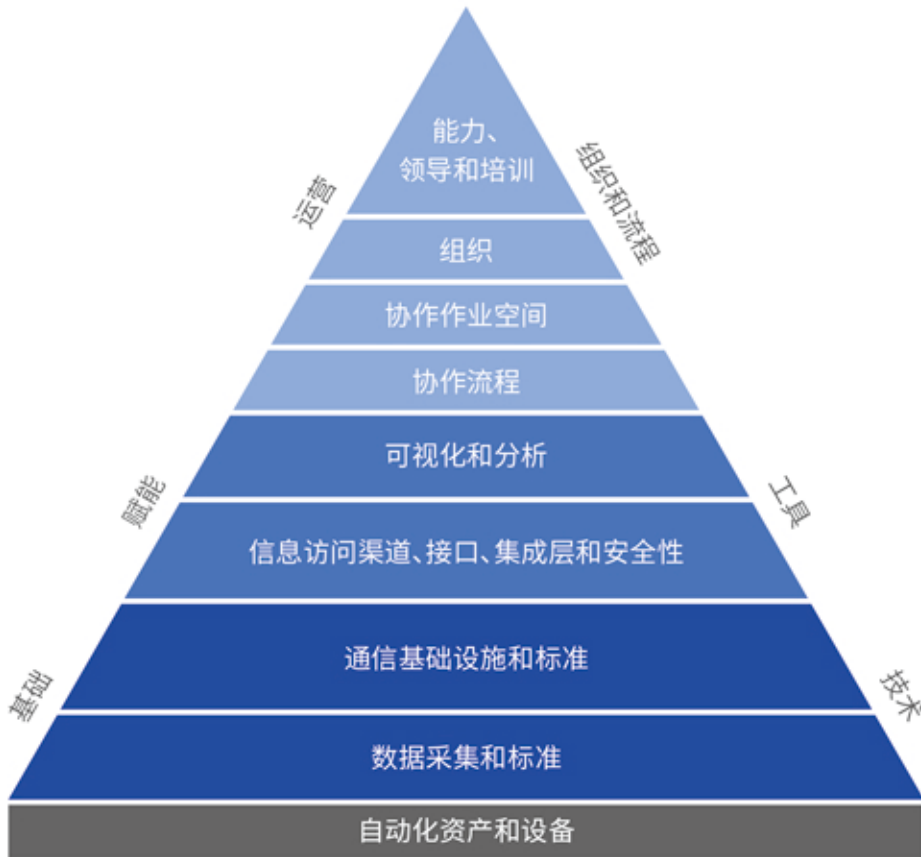 能力、
领导和培训
运营
组织和流程
组织
协作作业空间
协作流程
可视化和分析
赋能
工具
信息访问渠道、接口、集成层和安全性
通信基础设施和标准
基础
技术
数据采集和标准
自动化资产和设备